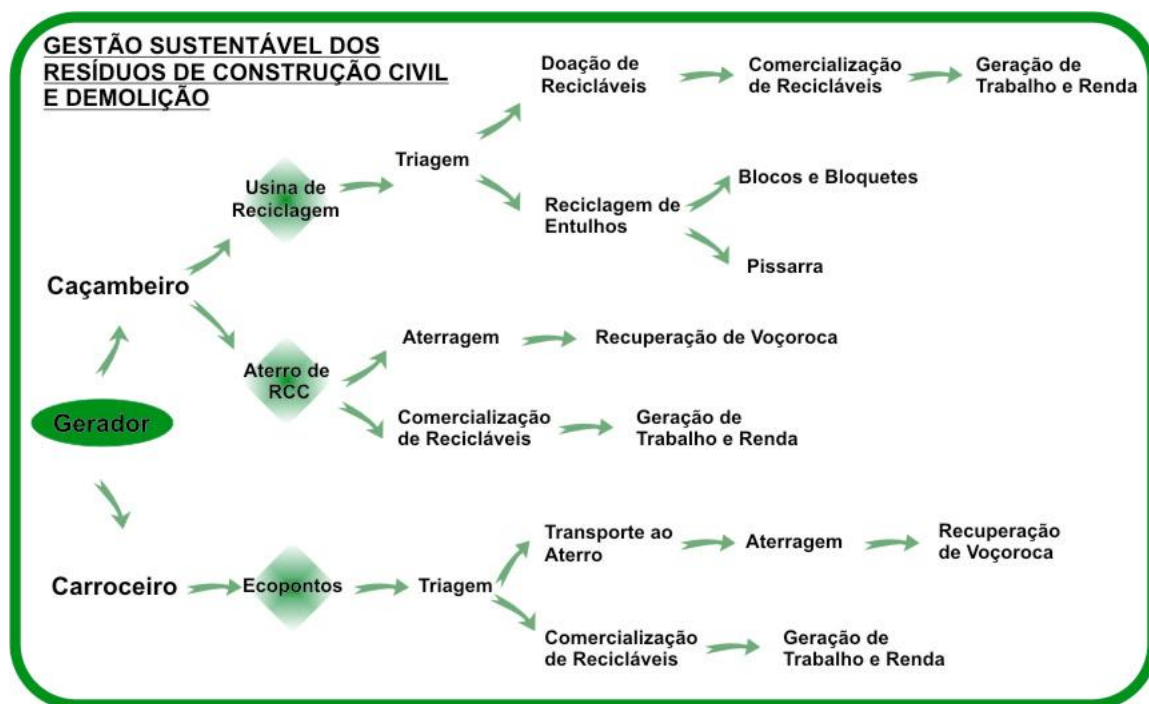 GESTÃO SUSTENTÁVEL DOS
RESÍDUOS DE CONSTRUÇÃO CIVIL
E DEMOLIÇÃO
Doação de
Recicláveis
Comercialização
de Recicláveis
Geração de
Trabalho e Renda
Triagem
Usina de
Reciclagem
Blocos e Bloquetes
Reciclagem de
Entulhos
Pissarra
Caçambeiro
Aterragem
Recuperação de Voçoroca
Aterro de
RCC
Comercialização
de Recicláveis
Geração de
Trabalho e Renda
Gerador
Transporte ao
Aterro
Aterragem
Recuperação
de Voçoroca
Carroceiro
Ecopontos
Triagem
Comercialização
de Recicláveis
Geração de
Trabalho e Renda